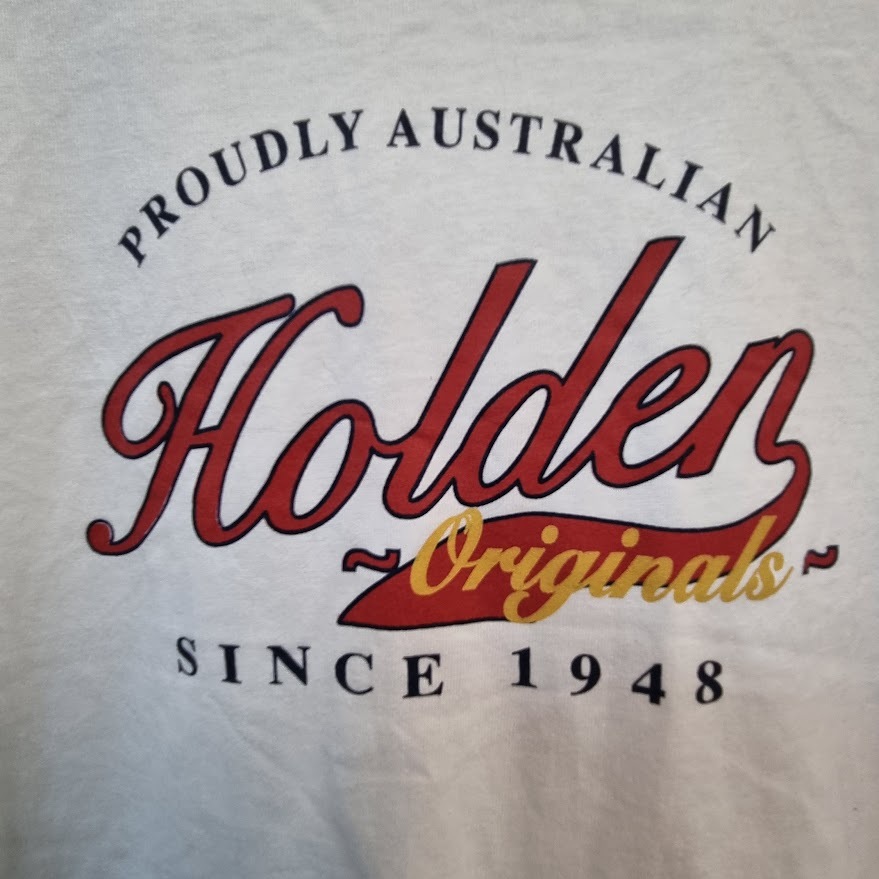 PROUDLY AUSTRALIAN
Holden
~ Originals ~
SINCE 1948